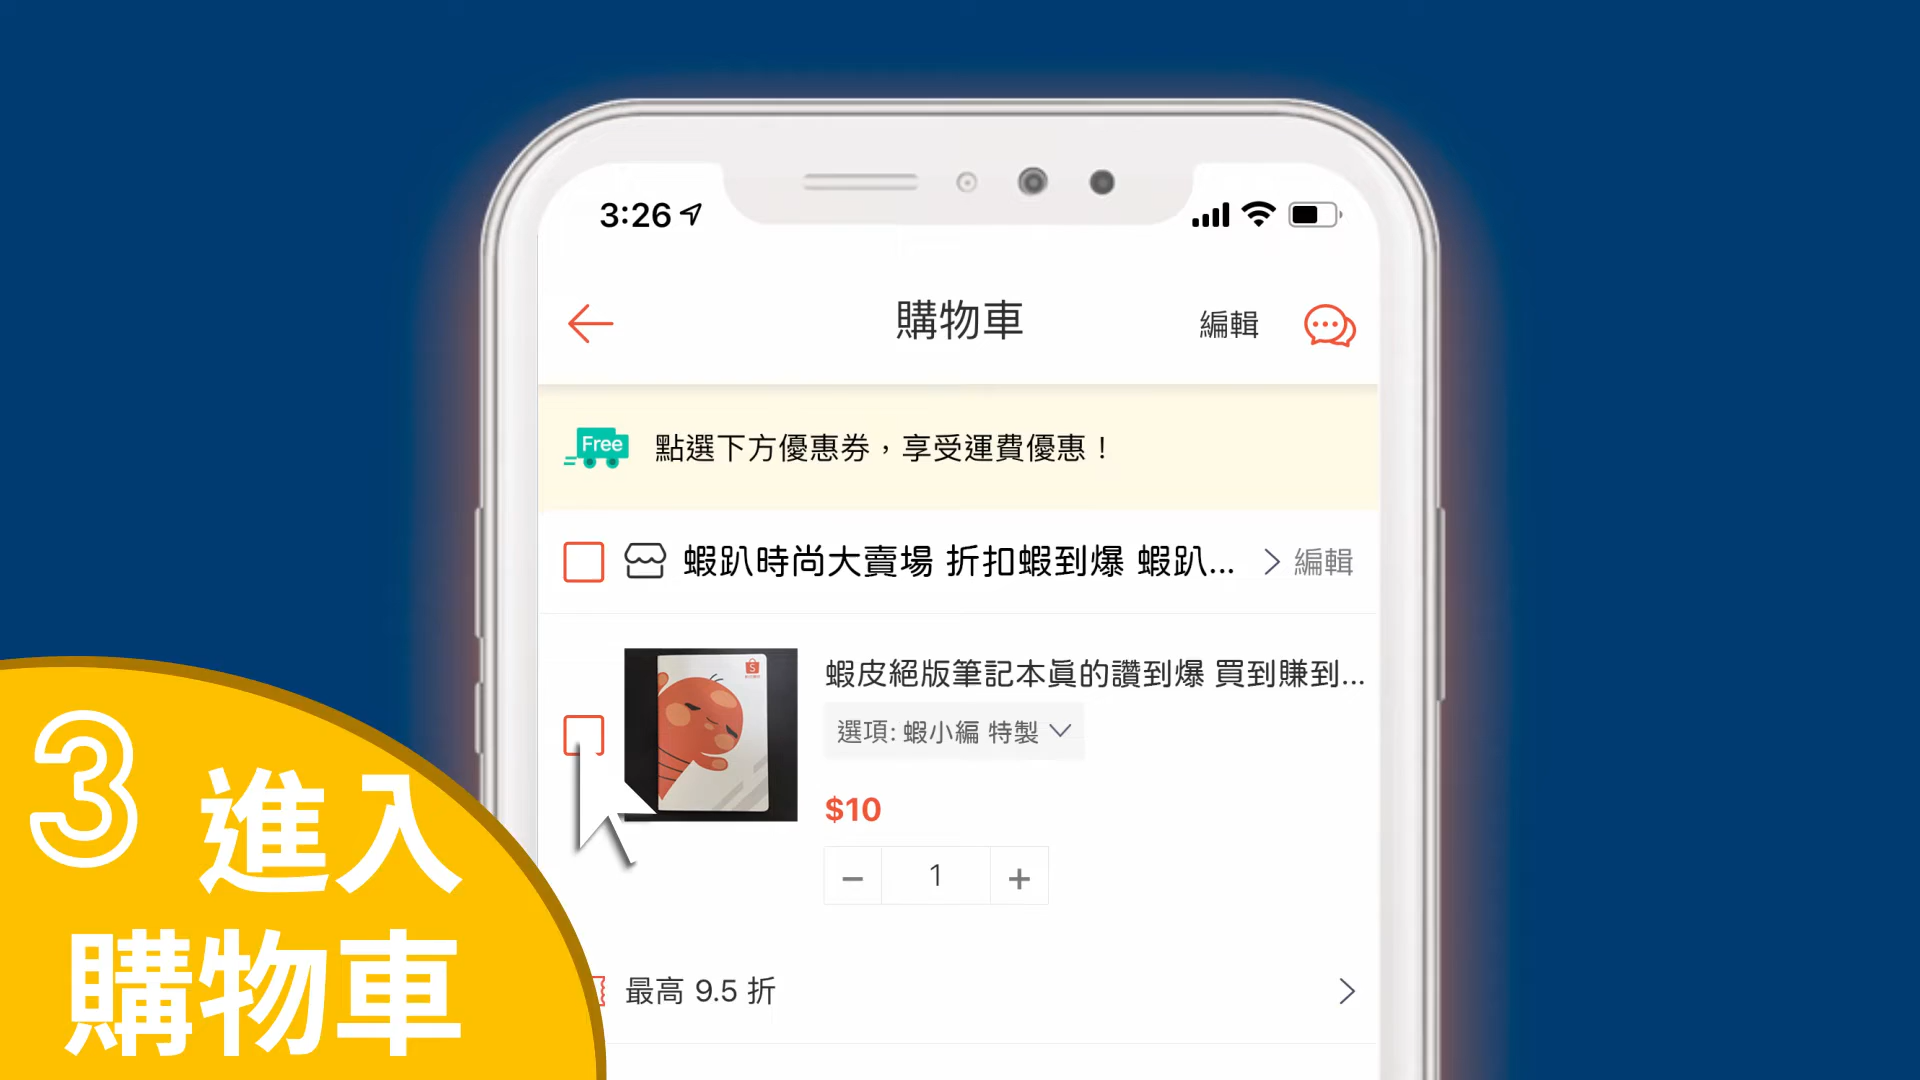 3:26
購物車
編輯
Free
點選下方優惠券，享受運費優惠！
蝦趴時尚大賣場 折扣蝦到爆 蝦趴...
編輯
蝦皮絕版筆記本真的讚到爆 買到賺到...
選項: 蝦小編 特製
$10
− 1 +
最高 9.5 折
3 進入
購物車